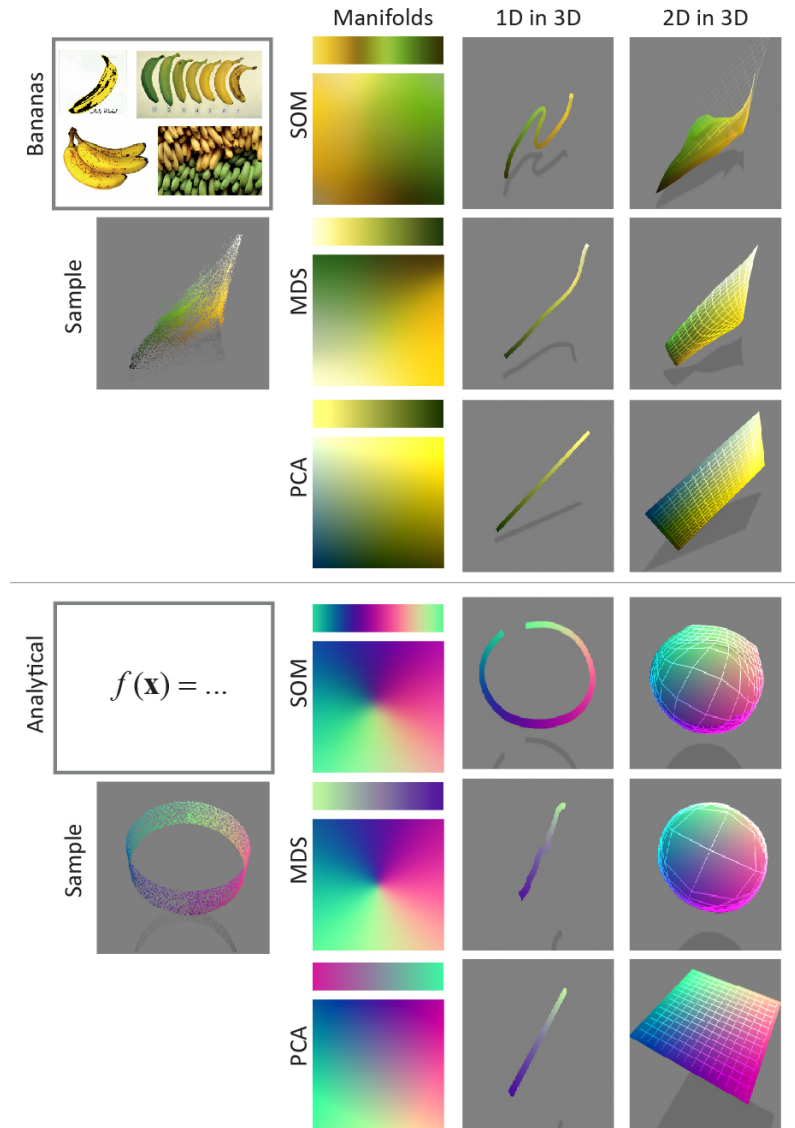 Manifolds
1D in 3D
2D in 3D
Bananas
SOM
Sample
MDS
PCA
Analytical
f (x) = ...
SOM
Sample
MDS
PCA